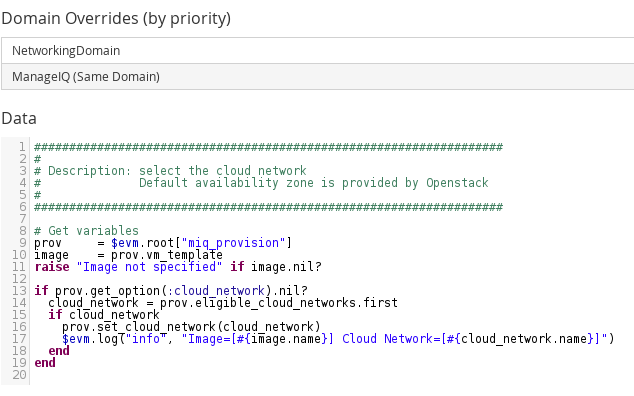 Domain Overrides (by priority)
NetworkingDomain
ManageIQ (Same Domain)
Data
1 ###################################################################
2 #
3 # Description: select the cloud network
4 #              Default availability zone is provided by Openstack
5 #
6 ###################################################################
7
8 # Get variables
9 prov     = $evm.root["miq_provision"]
10 image    = prov.vm_template
11 raise "Image not specified" if image.nil?
12
13 if prov.get_option(:cloud_network).nil?
14   cloud_network = prov.eligible_cloud_networks.first
15   if cloud_network
16     prov.set_cloud_network(cloud_network)
17     $evm.log("info", "Image=[#{image.name}] Cloud Network=[#{cloud_network.name}]")
18   end
19 end
20